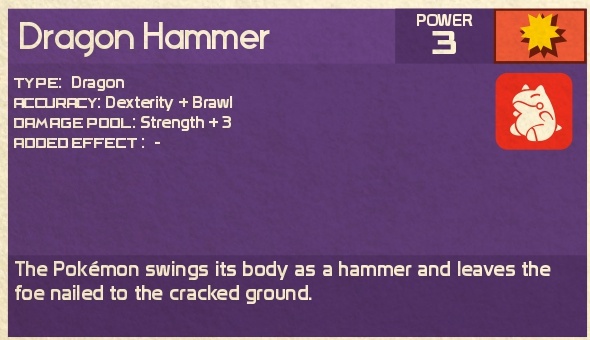 Dragon Hammer
POWER
3
TYPE: Dragon
ACCURACY: Dexterity + Brawl
DAMAGE POOL: Strength + 3
ADDED EFFECT: -
The Pokémon swings its body as a hammer and leaves the
foe nailed to the cracked ground.